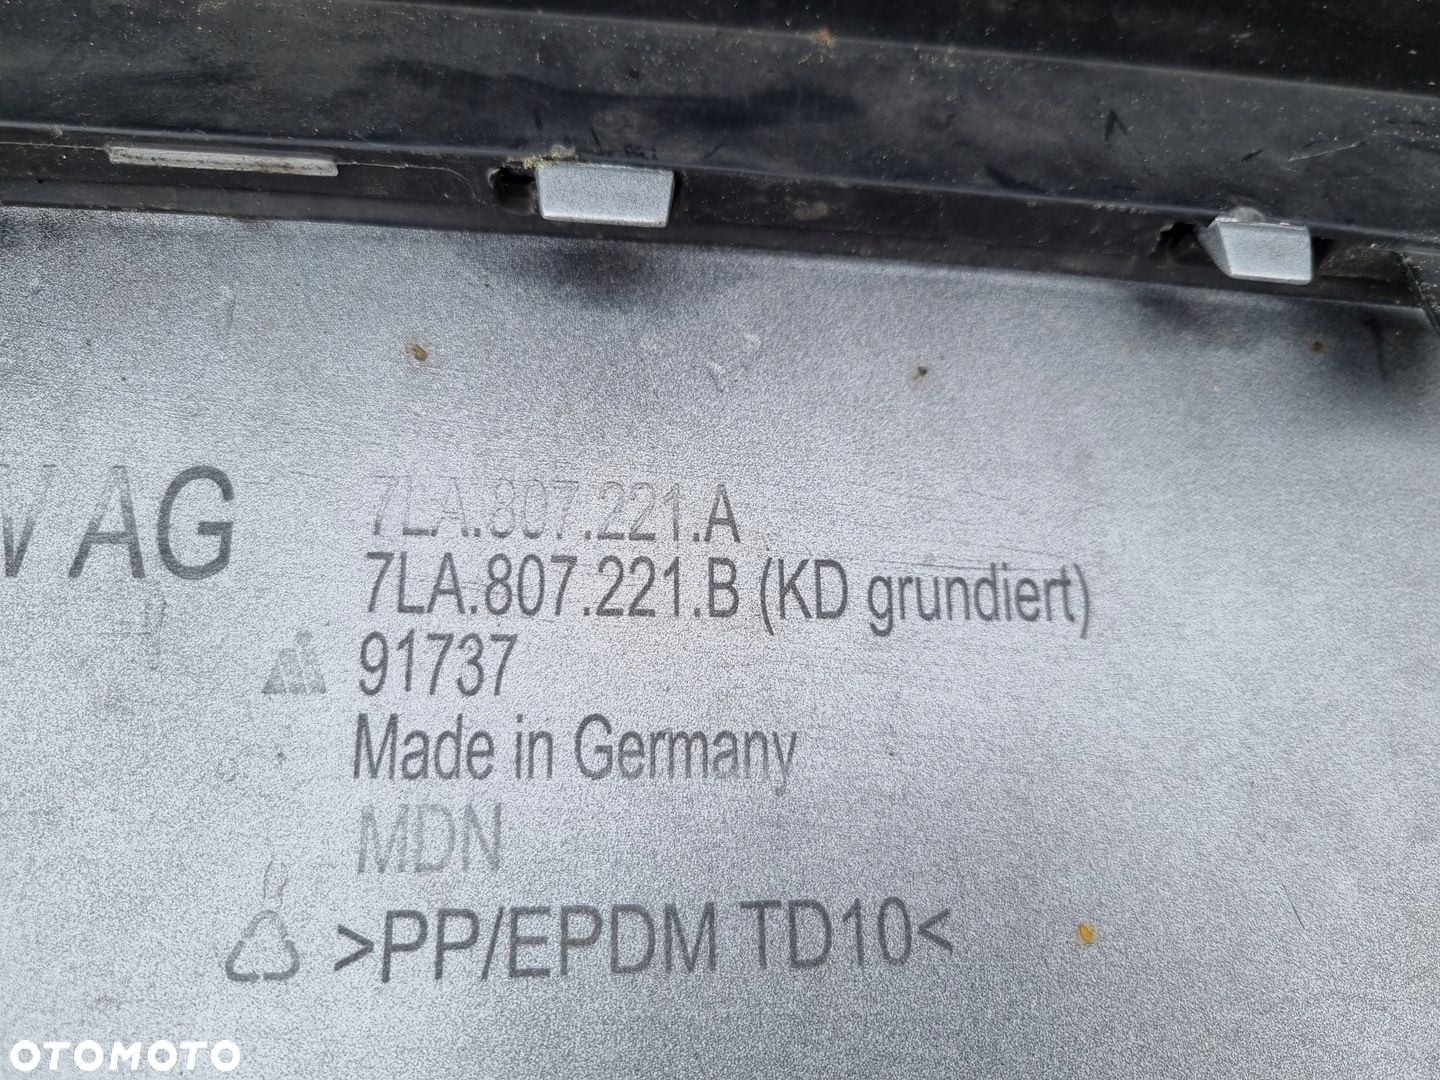 W AG
7LA.807.221.A
7LA.807.221.B (KD grundiert)
91737
Made in Germany
MDN
>PP/EPDM TD10<
OTOMOTO